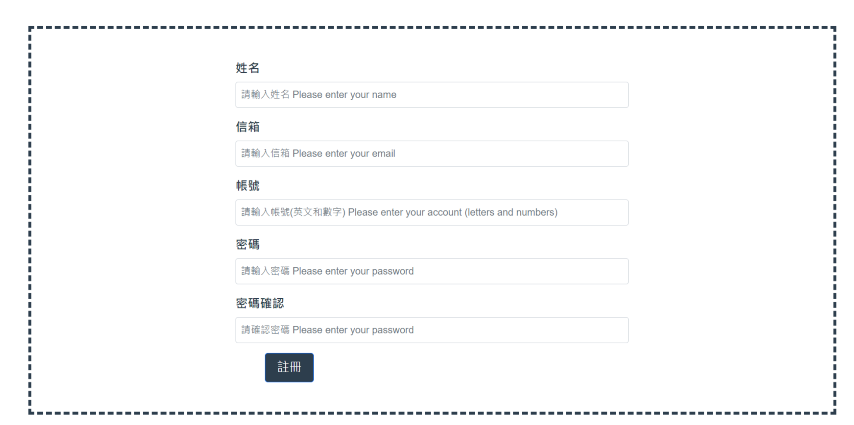 姓名
請輸入姓名 Please enter your name
信箱
請輸入信箱 Please enter your email
帳號
請輸入帳號(英文和數字) Please enter your account (letters and numbers)
密碼
請輸入密碼 Please enter your password
密碼確認
請確認密碼 Please enter your password
註冊